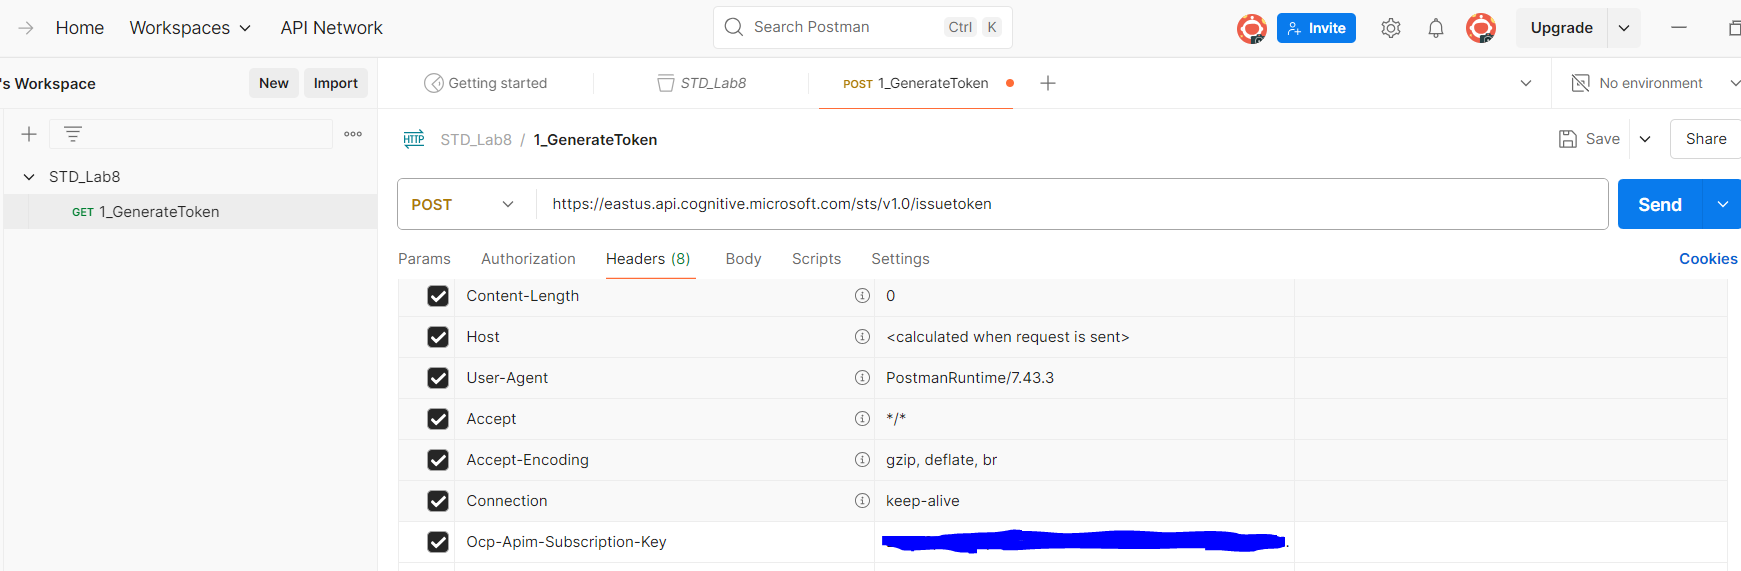 Home Workspaces API Network Search Postman Ctrl K Invite Upgrade
's Workspace New Import Getting started STD_Lab8 POST 1_GenerateToken No environment
HTTP STD_Lab8 / 1_GenerateToken Save Share
STD_Lab8
GET 1_GenerateToken
POST https://eastus.api.cognitive.microsoft.com/sts/v1.0/issuetoken Send
Params Authorization Headers (8) Body Scripts Settings Cookies
Content-Length 0
Host <calculated when request is sent>
User-Agent PostmanRuntime/7.43.3
Accept */*
Accept-Encoding gzip, deflate, br
Connection keep-alive
Ocp-Apim-Subscription-Key